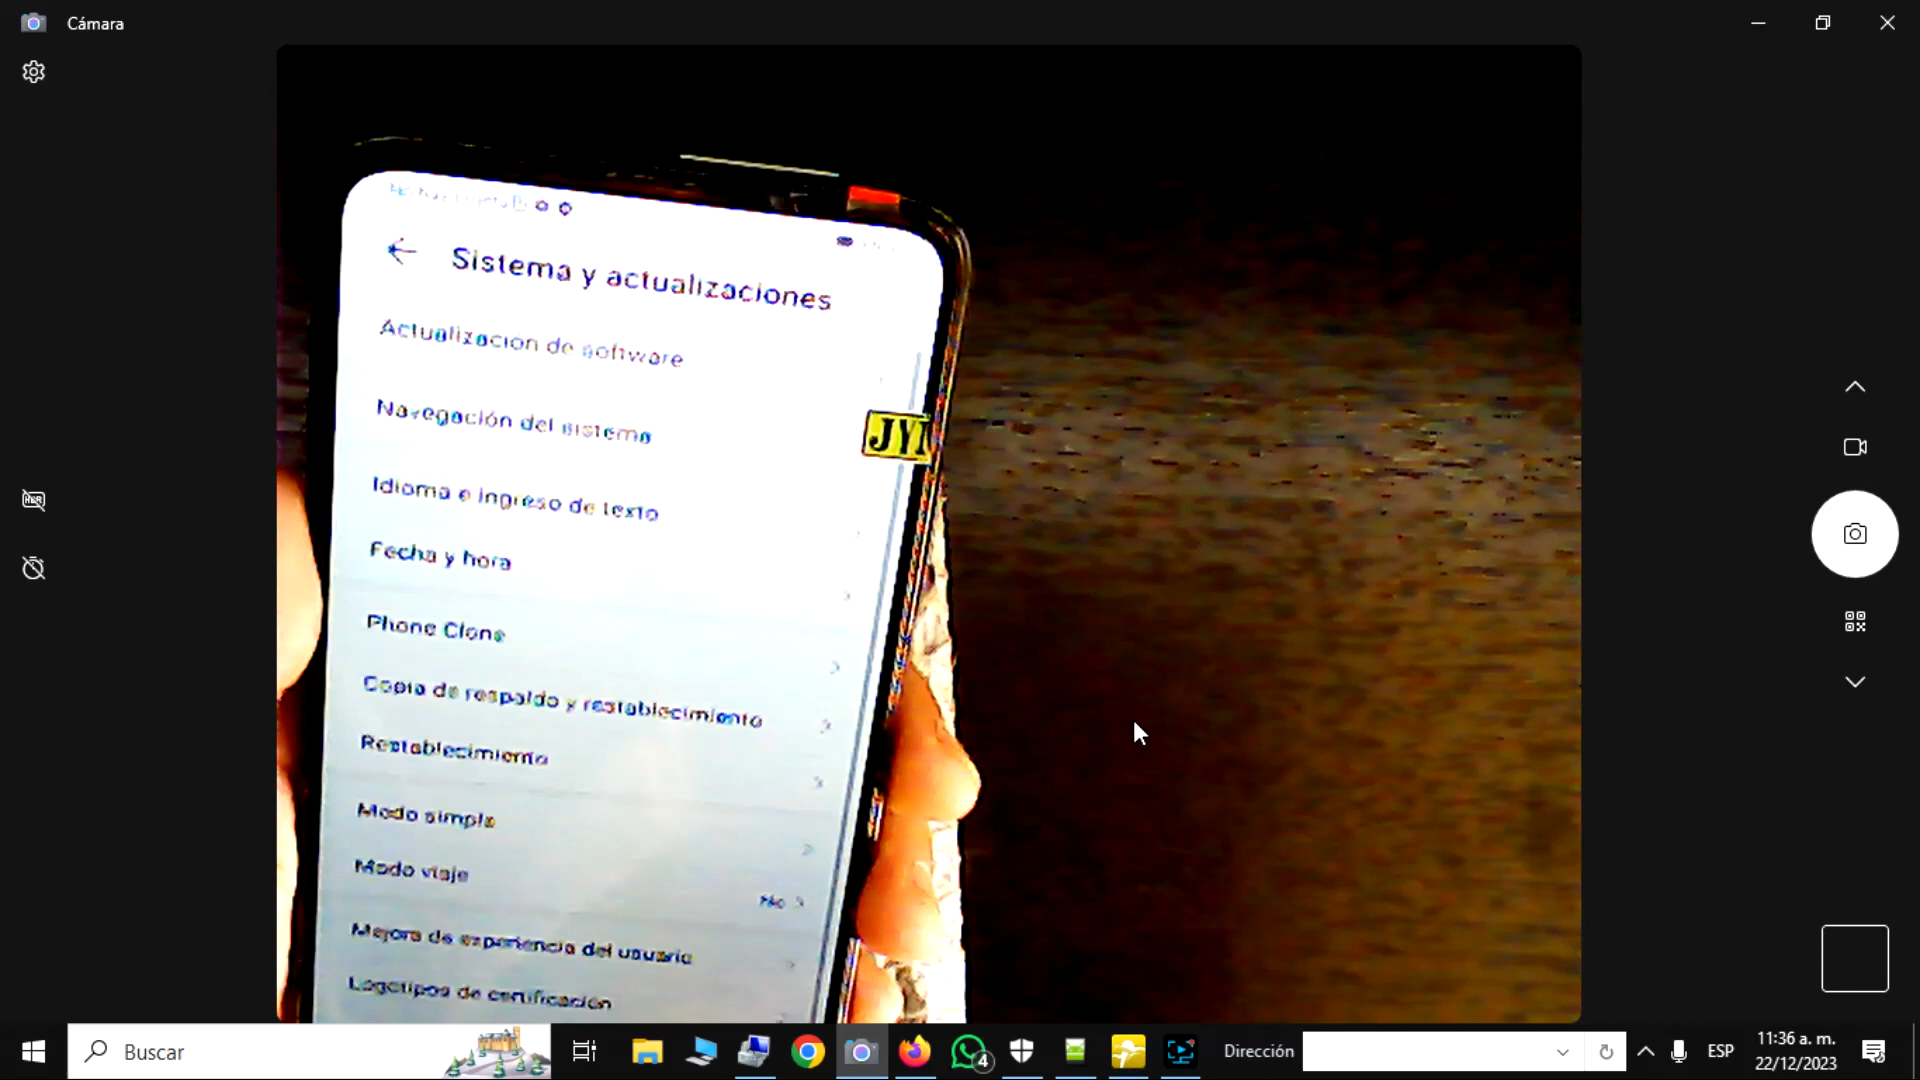 Cámara
Sistema y actualizaciones
Actualización de software
Navegación del sistema
JYI
Idioma e ingreso de texto
Fecha y hora
Phone Clone
Copia de respaldo y restablecimiento
Restablecimiento
Modo simple
Modo viaje
No
Mejora de experiencia del usuario
Logotipos de certificación
Buscar
4
Dirección
ESP
11:36 a. m.
22/12/2023